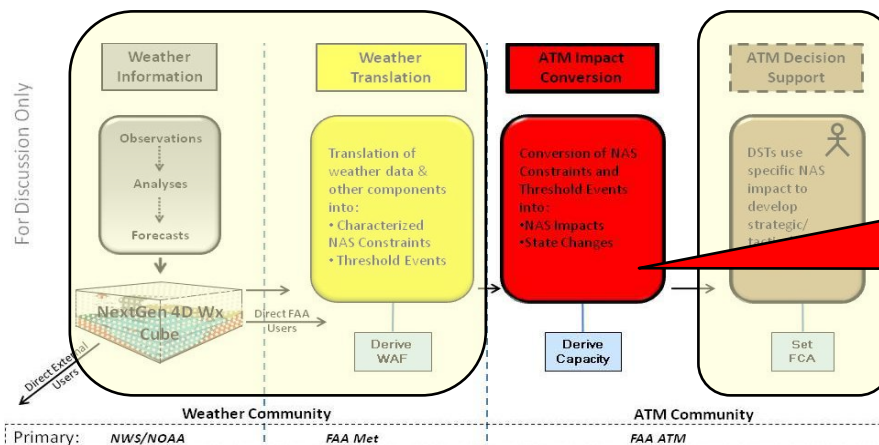 For Discussion Only
Weather
Information
Weather
Translation
ATM Impact
Conversion
ATM Decision
Support
Observations
Analyses
Forecasts
Translation of
weather data &
other components
into:
• Characterized
NAS Constraints
• Threshold Events
Conversion of NAS
Constraints and
Threshold Events
into:
•NAS Impacts
•State Changes
DSTs use
specific NAS
impact to
develop
strategic/
NextGen 4D Wx
Cube
Direct FAA
Users
Direct External
Users
Derive
WAF
Derive
Capacity
Set
FCA
Weather Community
ATM Community
Primary:
NWS/NOAA
FAA Met
FAA ATM